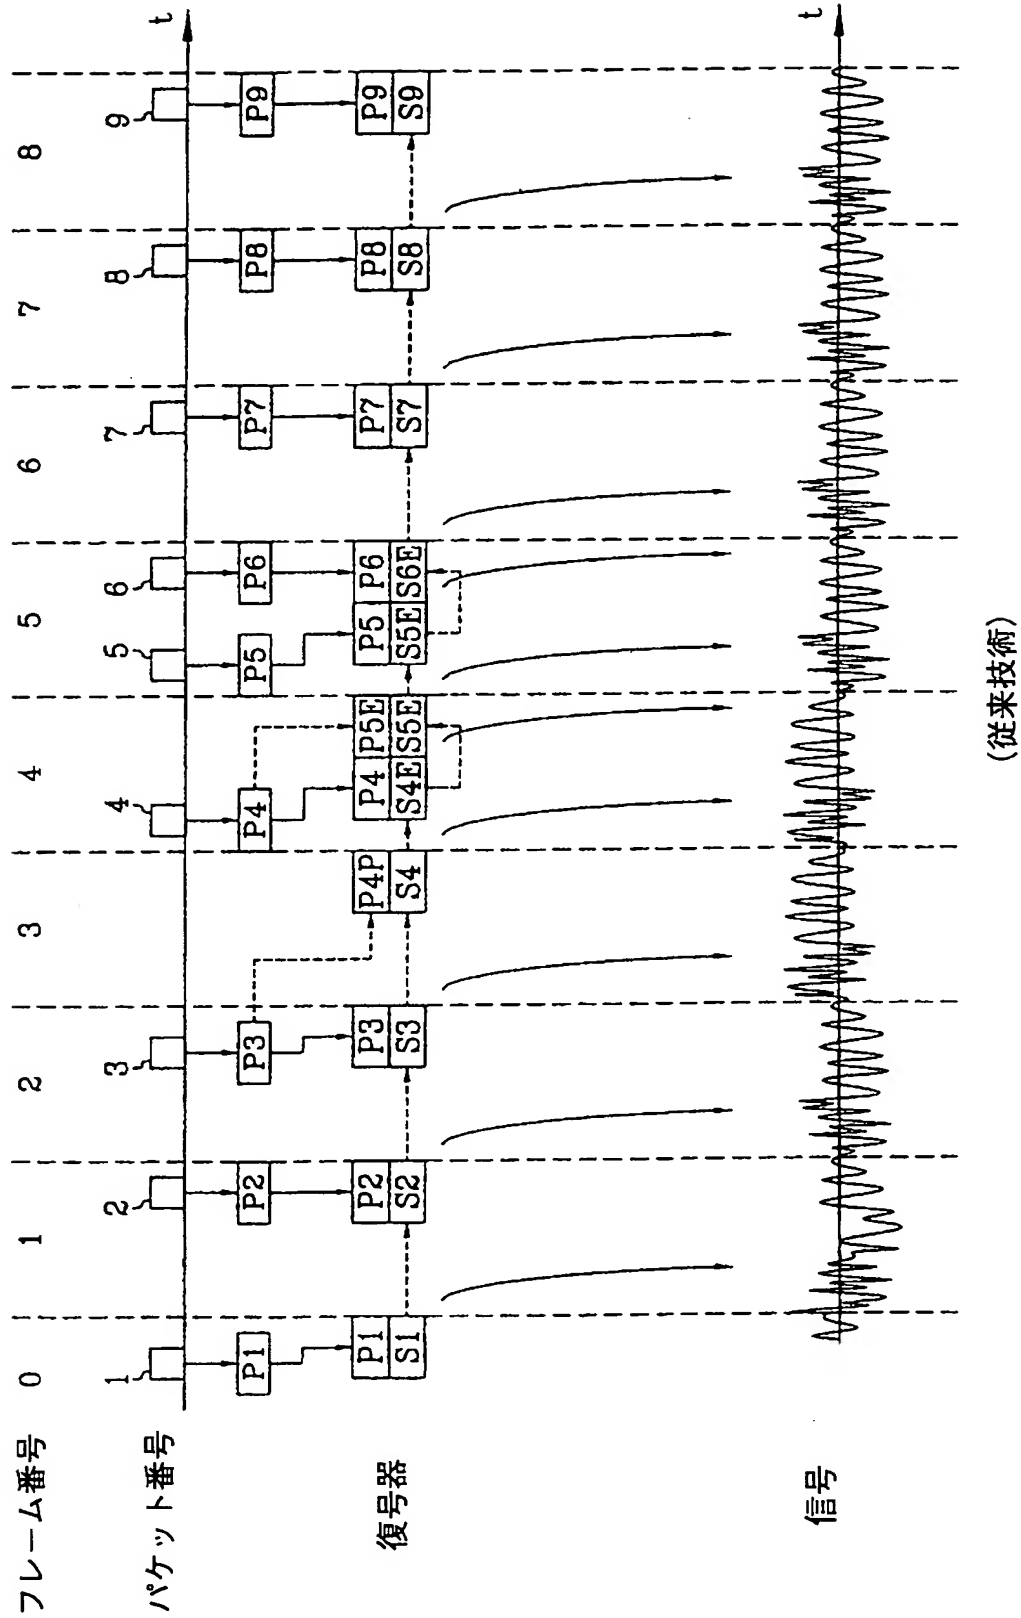 フレーム番号 0 1 2 3 4 5 6 7 8
パケット番号 1 2 3 4 5 6 7 8 9 t
P1 P2 P3 P4 P5 P6 P7 P8 P9
復号器
P1 P2 P3 P4P P4 P5E P5 P6 P7 P8 P9
S1 S2 S3 S4 S4E S5E S5E S6E S7 S8 S9
信号 t
(従来技術)